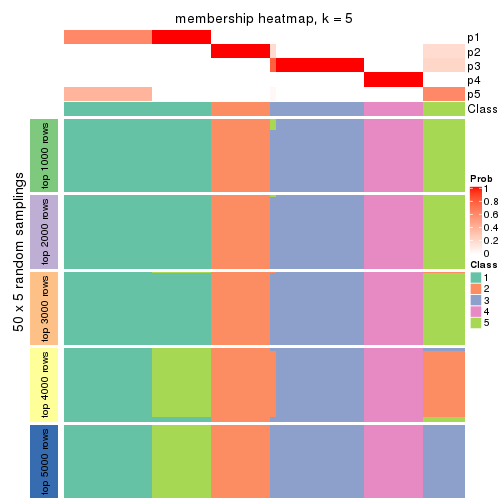 membership heatmap, k = 5
p1
p2
p3
p4
p5
Class
50 x 5 random samplings
top 1000 rows
top 2000 rows
top 3000 rows
top 4000 rows
top 5000 rows
Prob
1
0.8
0.6
0.4
0.2
0
Class
1
2
3
4
5